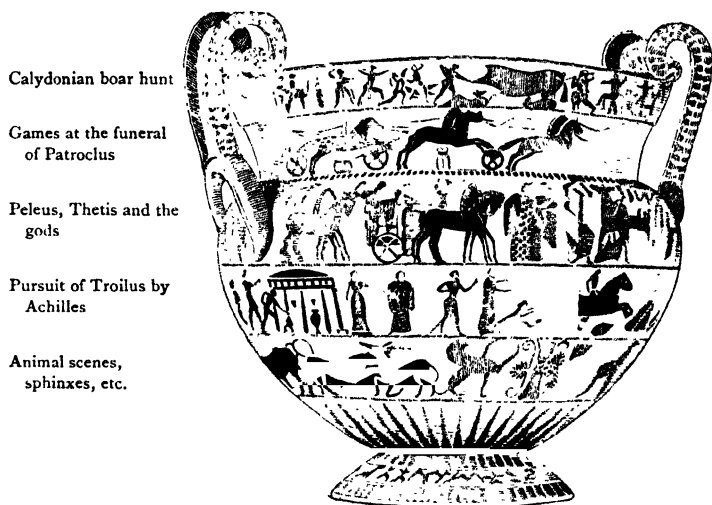 Calydonian boar hunt
Games at the funeral
of Patroclus
Peleus, Thetis and the
gods
Pursuit of Troilus by
Achilles
Animal scenes,
sphinxes, etc.